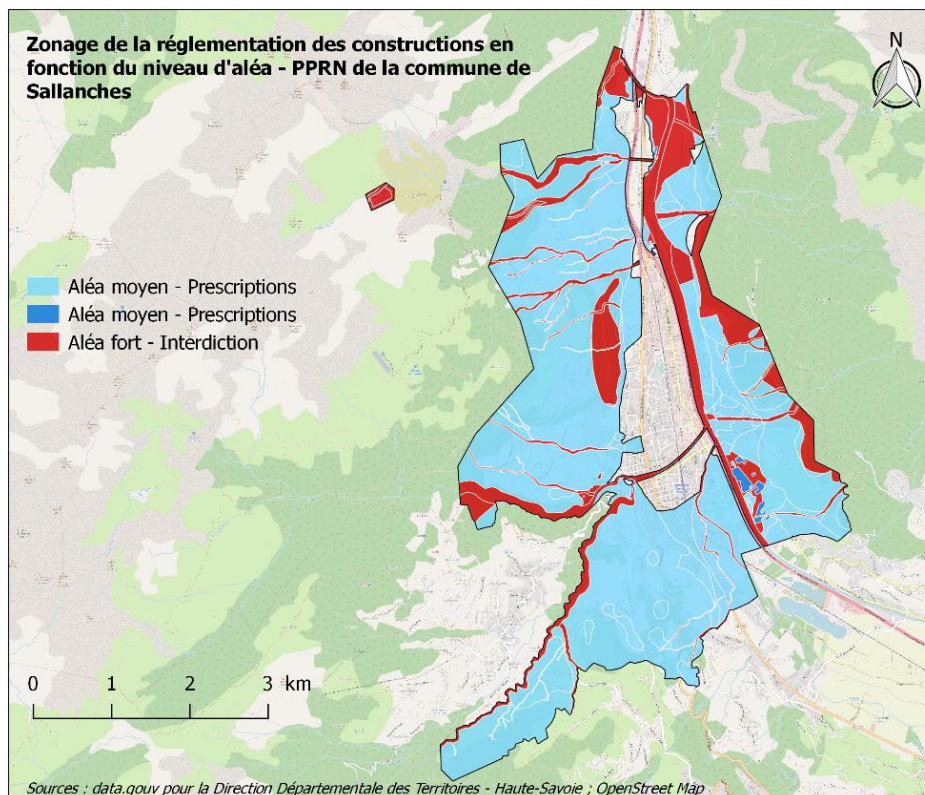 Zonage de la réglementation des constructions en
fonction du niveau d'aléa - PPRN de la commune de
Sallanches
N
Aléa moyen - Prescriptions
Aléa moyen - Prescriptions
Aléa fort - Interdiction
0 1 2 3 km
Sources : data.gouv pour la Direction Départementale des Territoires - Haute-Savoie ; OpenStreet Map